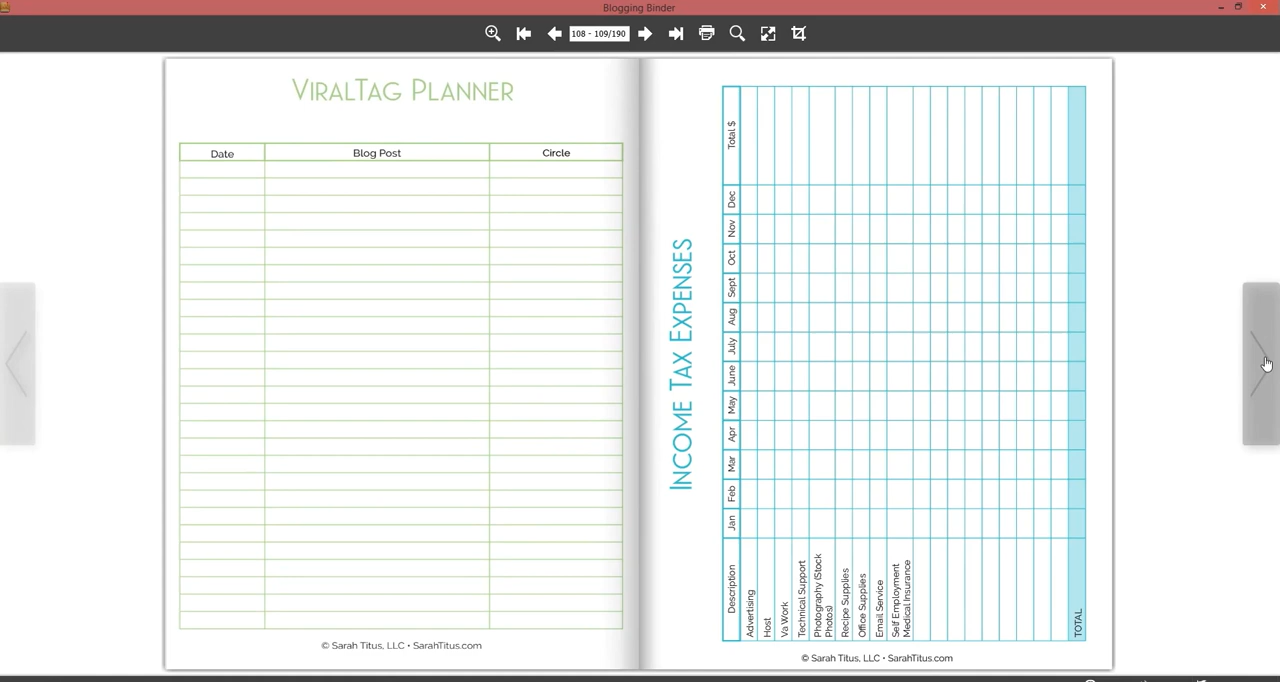 Blogging Binder
108 - 109/190
VIRALTAG PLANNER
Date Blog Post Circle
© Sarah Titus, LLC • SarahTitus.com
INCOME TAX EXPENSES
Description Jan Feb Mar Apr May June July Aug Sept Oct Nov Dec Total $
Advertising
Host
Va Work
Technical Support
Photography (Stock
Photos)
Recipe Supplies
Office Supplies
Email Service
Self Employment
Medical Insurance
TOTAL
© Sarah Titus, LLC • SarahTitus.com